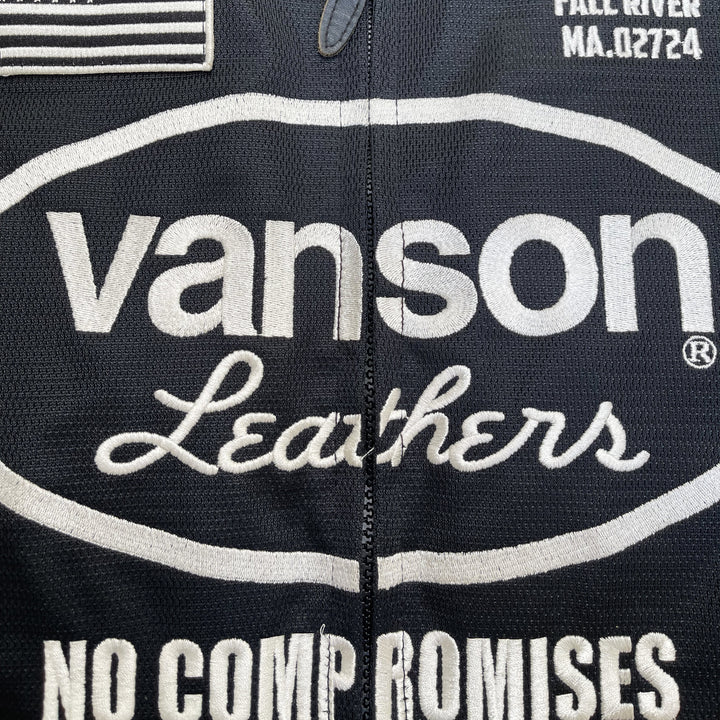 FALL RIVER
MA.02724
vanson
®
Leathers
NO COMPROMISES